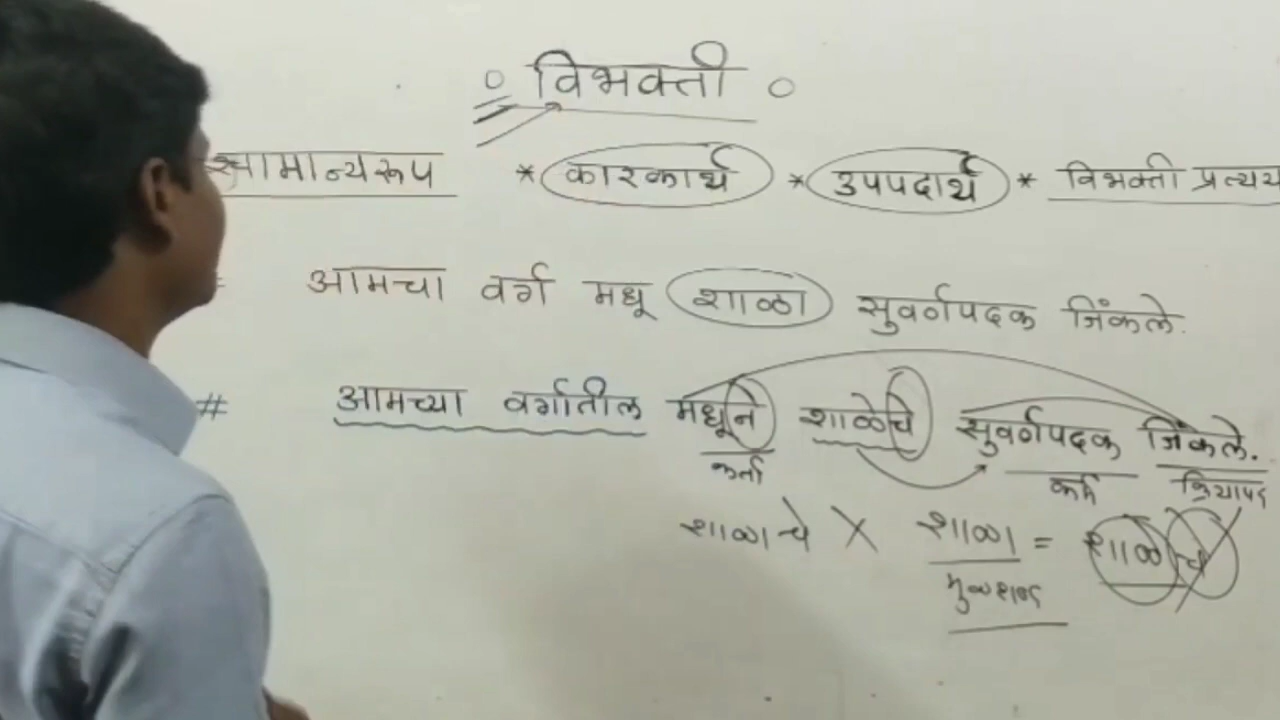 विभक्ती
सामान्यरूप * कारकार्थ * उपपदार्थ * विभक्ती प्रत्यय
आमचा वर्ग मधू शाळा सुवर्णपदक जिंकले.
# आमच्या वर्गातील मधूने शाळेचे सुवर्णपदक जिंकले.
कर्ता कर्म क्रियापद
शाळाचे X शाळा = शाळेचे
मुळशब्द